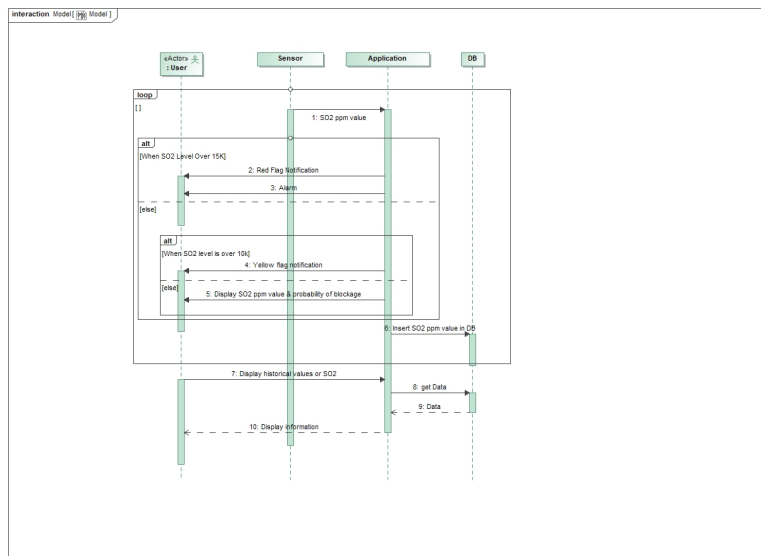 interaction Model[ Model ]
«Actor»
: User
Sensor
Application
DB
loop
[ ]
1: SO2 ppm value
alt
[When SO2 Level Over 15K]
2: Red Flag Notification
3: Alarm
[else]
alt
[When SO2 level is over 10k]
4: Yellow flag notification
[else]
5: Display SO2 ppm value & probability of blockage
6: Insert SO2 ppm value in DB
7: Display historical values or SO2
8: get Data
9: Data
10: Display information